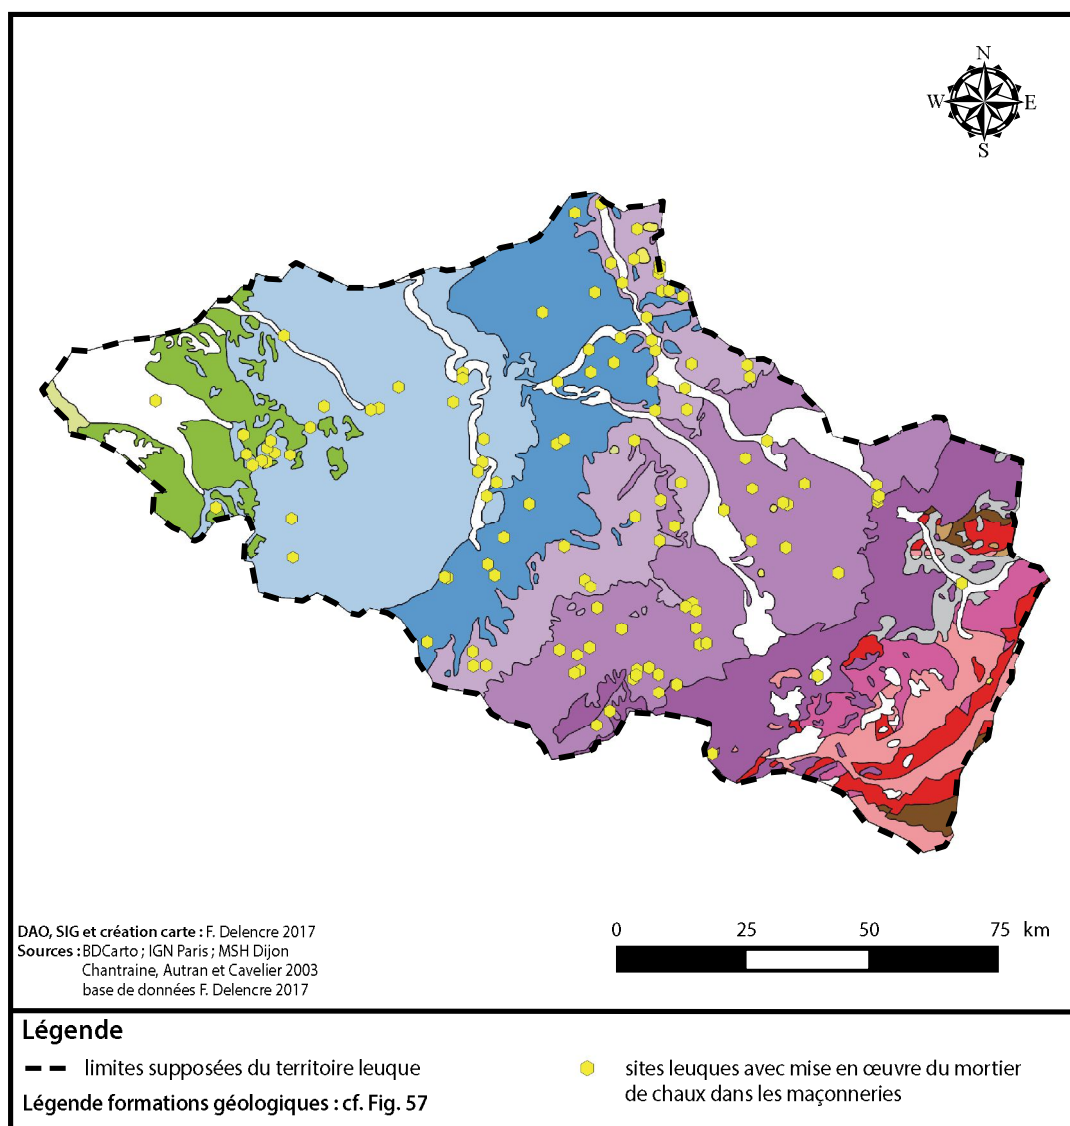 N
W E
S
DAO, SIG et création carte : F. Delencre 2017
Sources : BDCarto ; IGN Paris ; MSH Dijon
Chantraine, Autran et Cavelier 2003
base de données F. Delencre 2017
0 25 50 75 km
Légende
limites supposées du territoire leuque
Légende formations géologiques : cf. Fig. 57
sites leuques avec mise en œuvre du mortier
de chaux dans les maçonneries